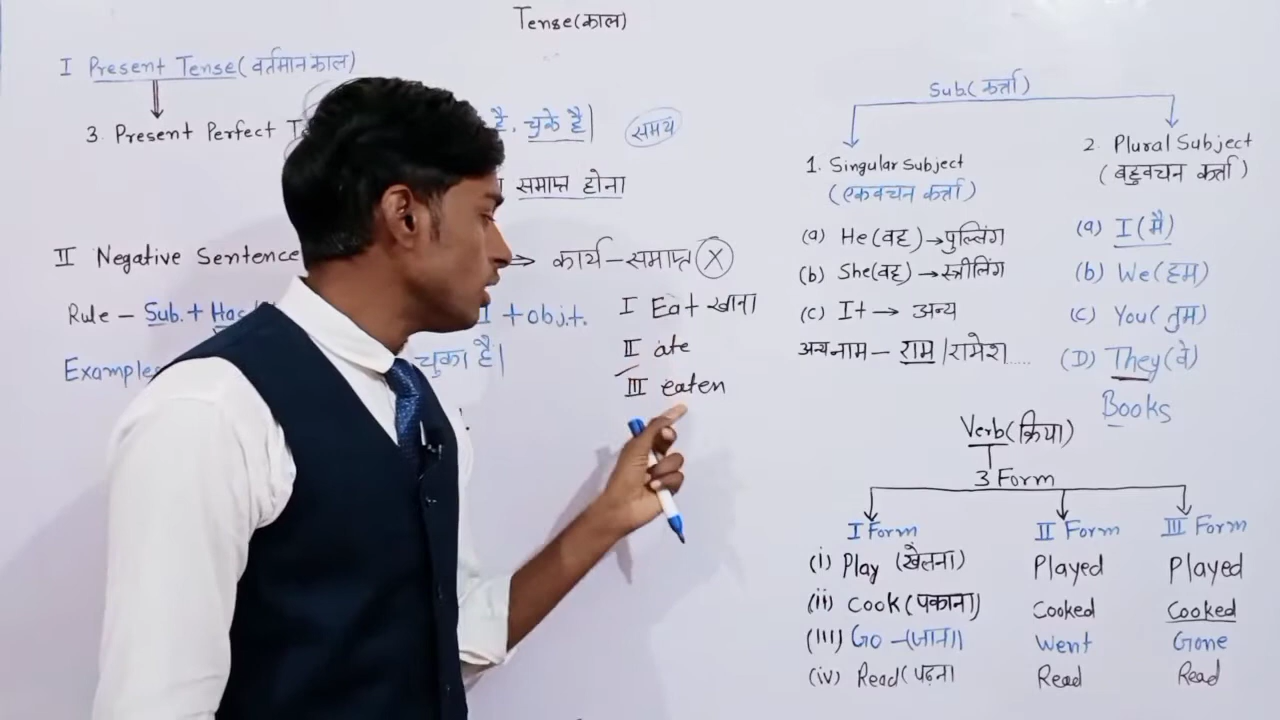 Tense(काल)
I Present Tense(वर्तमान काल)
3. Present Perfect T
है, चुके है|
समय
समाप्त होना
II Negative Sentence
⇒ कार्य-समाप्त (X)
Rule - Sub. + Has
I + obj.t.
Example
चुका है|
I Eat खाना
II ate
III eaten
Sub.(कर्त्ता)
1. Singular Subject
(एकवचन कर्त्ता)
(a) He(वह)→पुल्लिंग
(b) She(वह)→स्त्रीलिंग
(c) It → अन्य
अन्य नाम - राम/रामेश.....
2. Plural Subject
(बहुवचन कर्त्ता)
(a) I(मै)
(b) We(हम)
(c) You(तुम)
(D) They(वे)
Books
Verb(क्रिया)
3 Form
I Form II Form III Form
(i) Play (खेलना) Played Played
(ii) Cook(पकाना) Cooked Cooked
(III) Go -(जाना) Went Gone
(iv) Read(पढ़ना Read Read